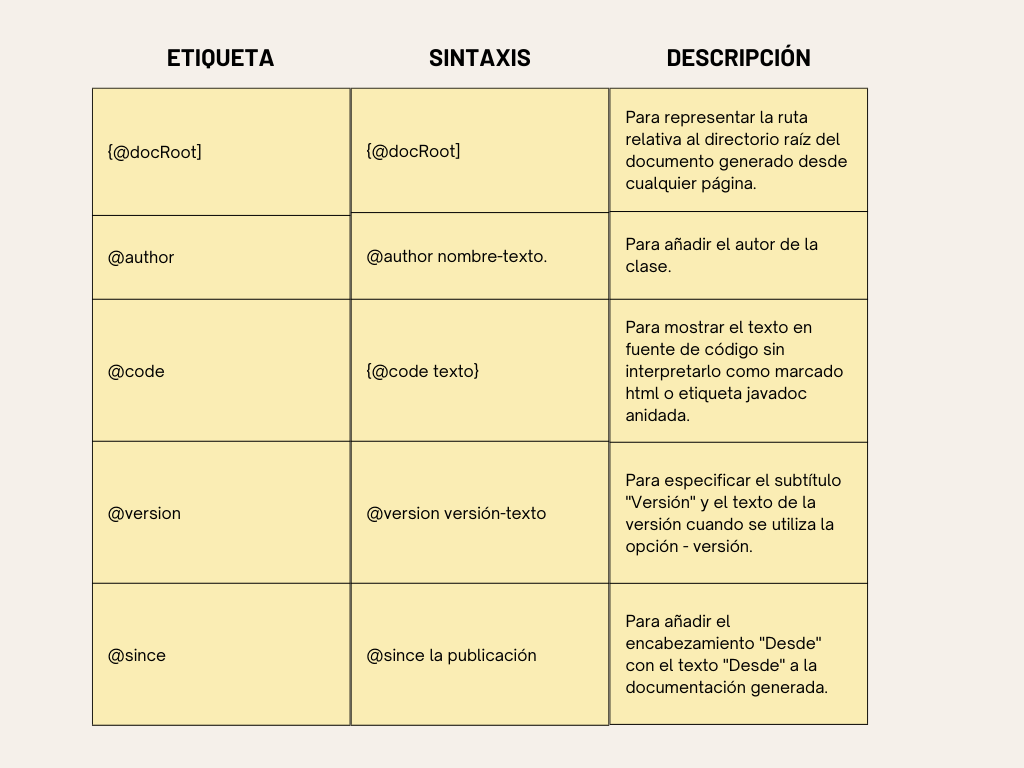 ETIQUETA SINTAXIS DESCRIPCIÓN
{@docRoot]
{@docRoot]
Para representar la ruta
relativa al directorio raíz del
documento generado desde
cualquier página.
@author
@author nombre-texto.
Para añadir el autor de la
clase.
@code
{@code texto}
Para mostrar el texto en
fuente de código sin
interpretarlo como marcado
html o etiqueta javadoc
anidada.
@version
@version versión-texto
Para especificar el subtítulo
"Versión" y el texto de la
versión cuando se utiliza la
opción - versión.
@since
@since la publicación
Para añadir el
encabezamiento "Desde"
con el texto "Desde" a la
documentación generada.